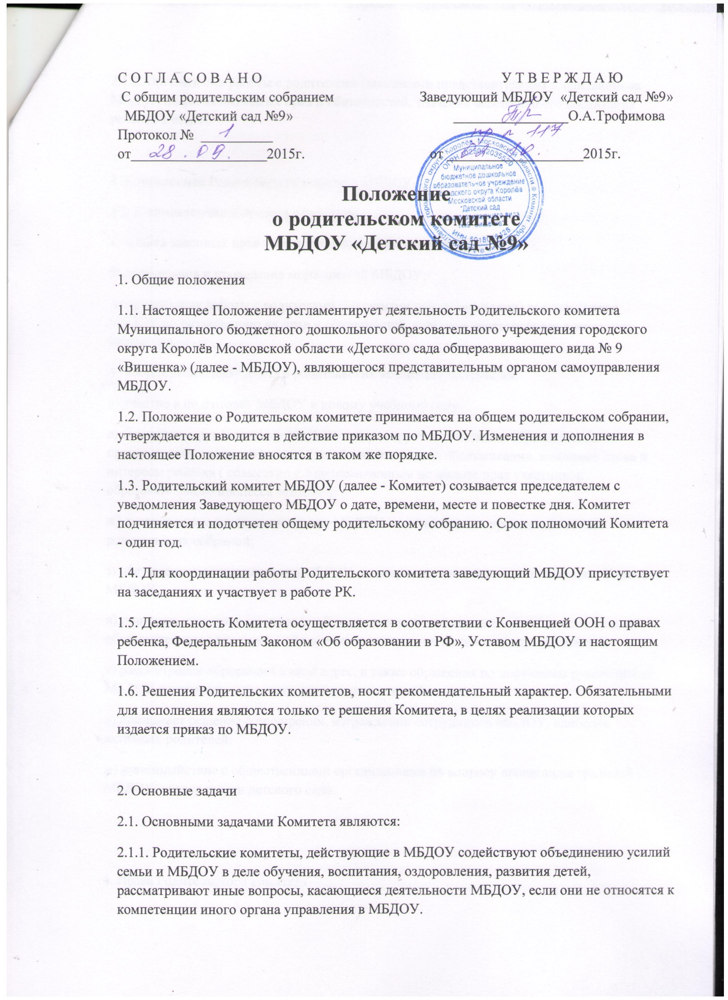 СОГЛАСОВАНО УТВЕРЖДАЮ
С общим родительским собранием Заведующий МБДОУ «Детский сад №9»
МБДОУ «Детский сад №9» О.А.Трофимова
Протокол № 1 пр 117
от 28.09. 2015г. от 10. 2015г.
Муниципальное
бюджетное дошкольное
образовательное учреждение
городского округа Королёв
Московской области
"Детский сад
Положение
о родительском комитете
МБДОУ «Детский сад №9»
1. Общие положения
1.1. Настоящее Положение регламентирует деятельность Родительского комитета
Муниципального бюджетного дошкольного образовательного учреждения городского
округа Королёв Московской области «Детского сада общеразвивающего вида № 9
«Вишенка» (далее - МБДОУ), являющегося представительным органом самоуправления
МБДОУ.
1.2. Положение о Родительском комитете принимается на общем родительском собрании,
утверждается и вводится в действие приказом по МБДОУ. Изменения и дополнения в
настоящее Положение вносятся в таком же порядке.
1.3. Родительский комитет МБДОУ (далее - Комитет) созывается председателем с
уведомления Заведующего МБДОУ о дате, времени, месте и повестке дня. Комитет
подчиняется и подотчетен общему родительскому собранию. Срок полномочий Комитета
- один год.
1.4. Для координации работы Родительского комитета заведующий МБДОУ присутствует
на заседаниях и участвует в работе РК.
1.5. Деятельность Комитета осуществляется в соответствии с Конвенцией ООН о правах
ребенка, Федеральным Законом «Об образовании в РФ», Уставом МБДОУ и настоящим
Положением.
1.6. Решения Родительских комитетов, носят рекомендательный характер. Обязательными
для исполнения являются только те решения Комитета, в целях реализации которых
издается приказ по МБДОУ.
2. Основные задачи
2.1. Основными задачами Комитета являются:
2.1.1. Родительские комитеты, действующие в МБДОУ содействуют объединению усилий
семьи и МБДОУ в деле обучения, воспитания, оздоровления, развития детей,
рассматривают иные вопросы, касающиеся деятельности МБДОУ, если они не относятся к
компетенции иного органа управления в МБДОУ.